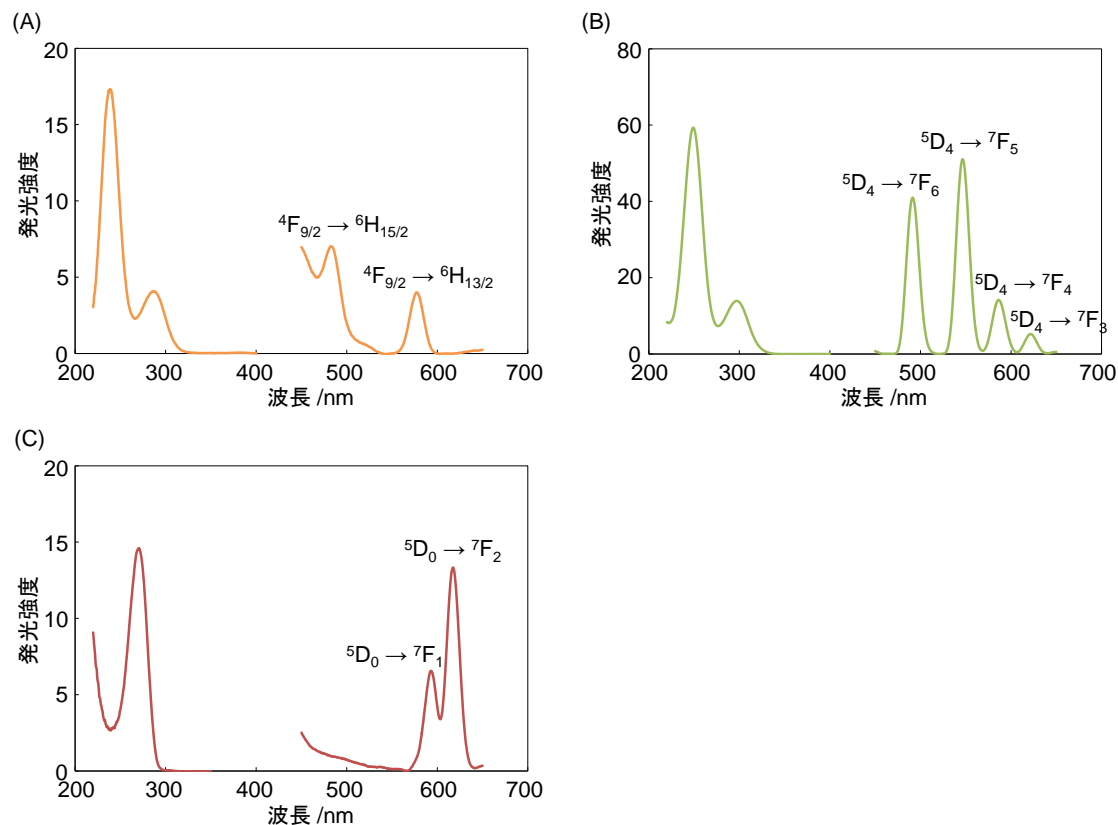 (A)
20
15
10
5
0
発光強度
⁴F₉/₂ → ⁶H₁₅/₂
⁴F₉/₂ → ⁶H₁₃/₂
200 300 400 500 600 700
波長 /nm
(B)
80
60
40
20
0
発光強度
⁵D₄ → ⁷F₅
⁵D₄ → ⁷F₆
⁵D₄ → ⁷F₄
⁵D₄ → ⁷F₃
200 300 400 500 600 700
波長 /nm
(C)
20
15
10
5
0
発光強度
⁵D₀ → ⁷F₂
⁵D₀ → ⁷F₁
200 300 400 500 600 700
波長 /nm